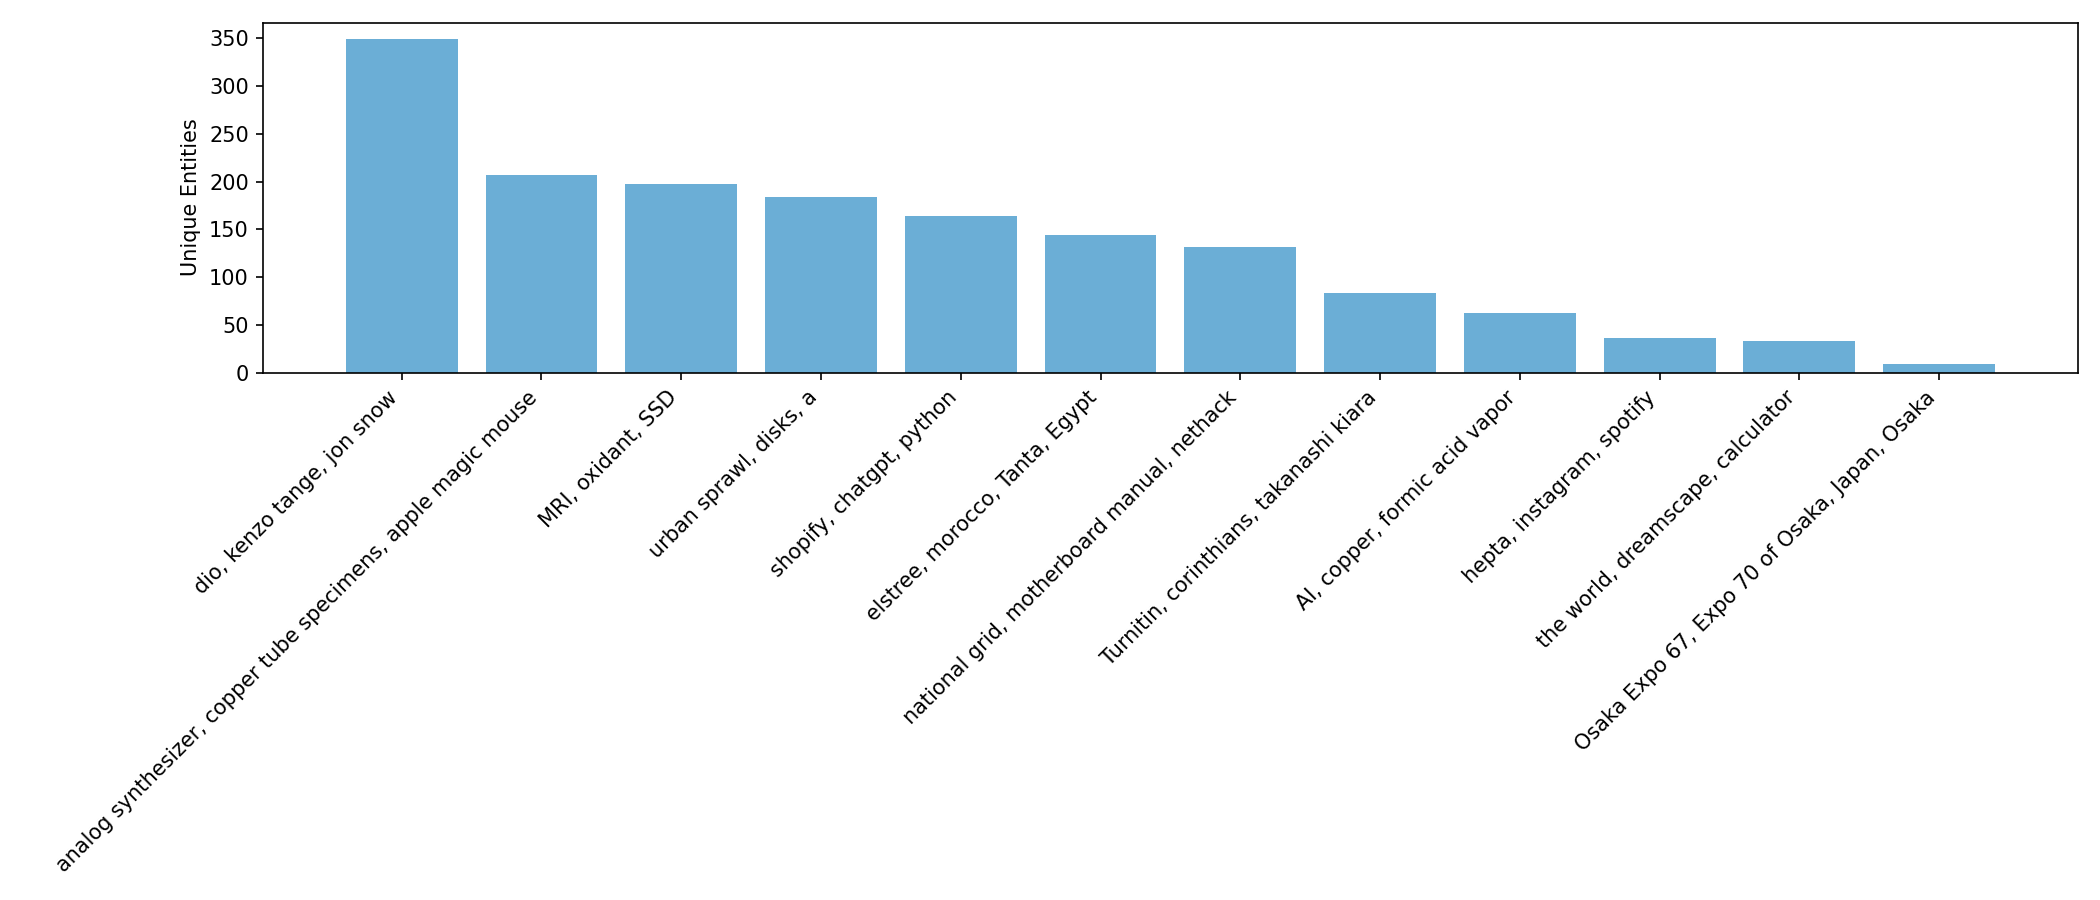 350
300
250
200
150
100
50
0
Unique Entities
dio, kenzo tange, jon snow
analog synthesizer, copper tube specimens, apple magic mouse
MRI, oxidant, SSD
urban sprawl, disks, a
shopify, chatgpt, python
elstree, morocco, Tanta, Egypt
national grid, motherboard manual, nethack
Turnitin, corinthians, takanashi kiara
AI, copper, formic acid vapor
hepta, instagram, spotify
the world, dreamscape, calculator
Osaka Expo 67, Expo 70 of Osaka, Japan, Osaka